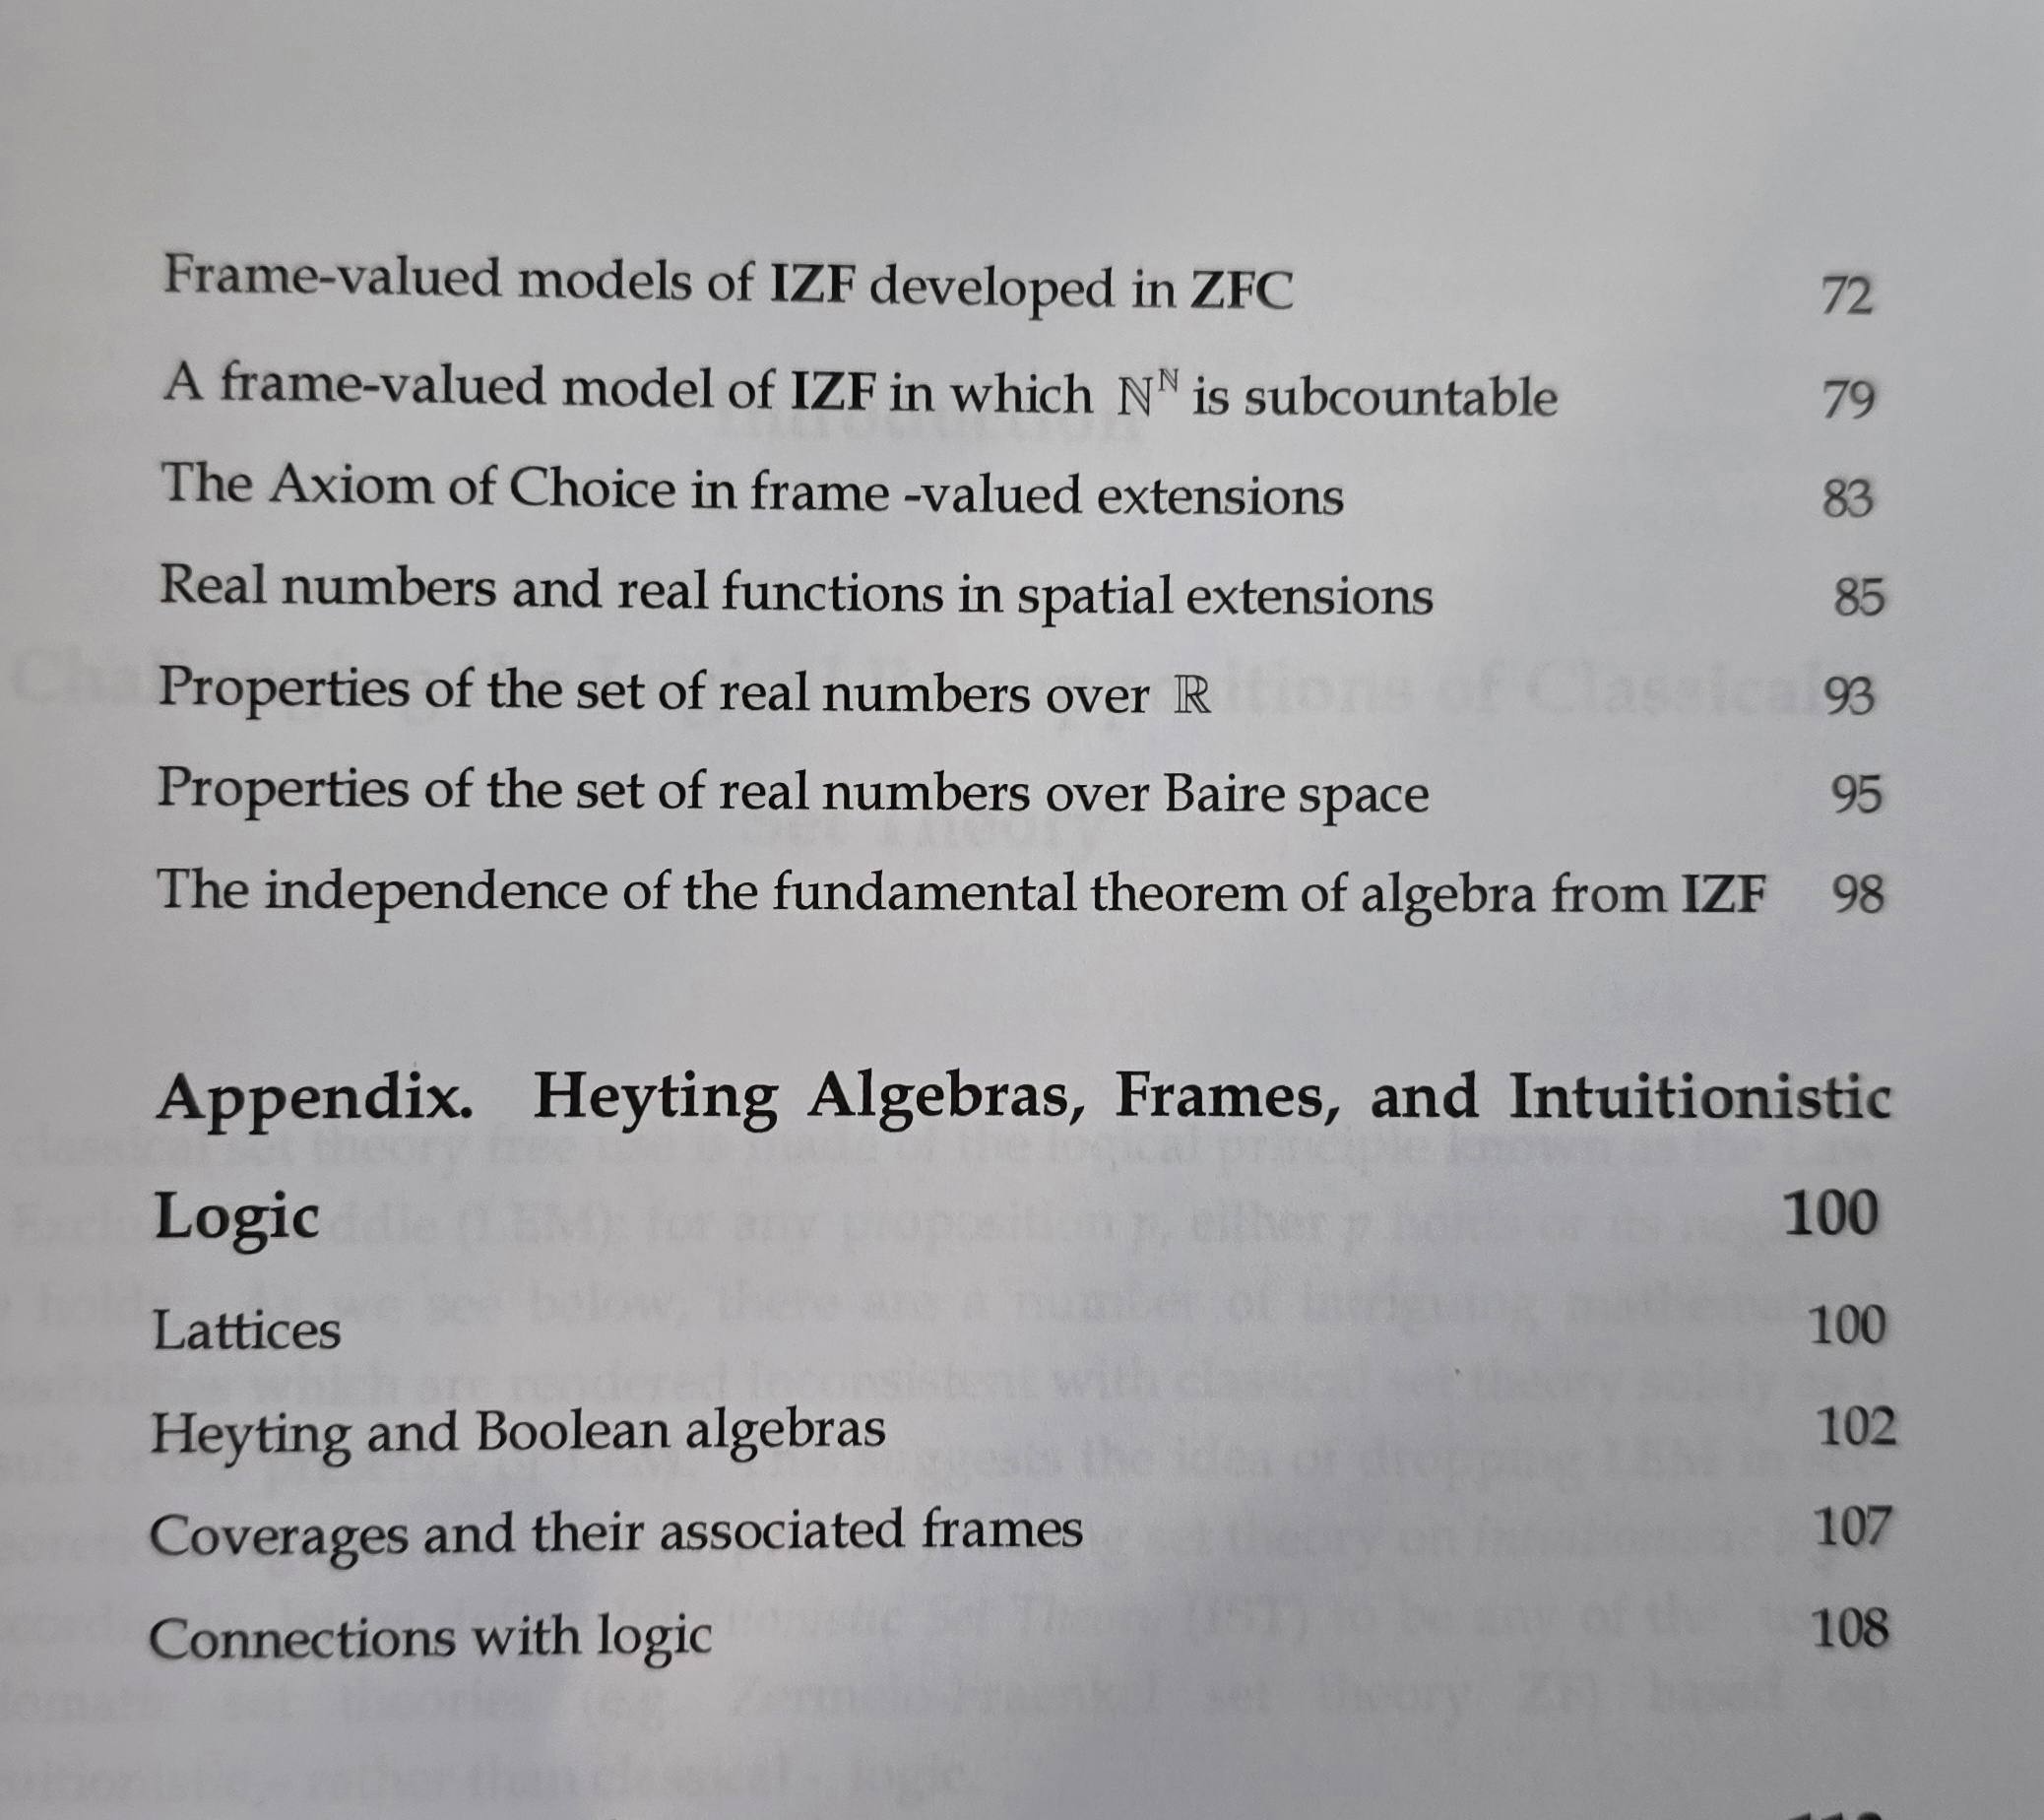 Frame-valued models of IZF developed in ZFC 72
A frame-valued model of IZF in which ℕ^ℕ is subcountable 79
The Axiom of Choice in frame -valued extensions 83
Real numbers and real functions in spatial extensions 85
Properties of the set of real numbers over ℝ 93
Properties of the set of real numbers over Baire space 95
The independence of the fundamental theorem of algebra from IZF 98
Appendix. Heyting Algebras, Frames, and Intuitionistic
Logic 100
Lattices 100
Heyting and Boolean algebras 102
Coverages and their associated frames 107
Connections with logic 108